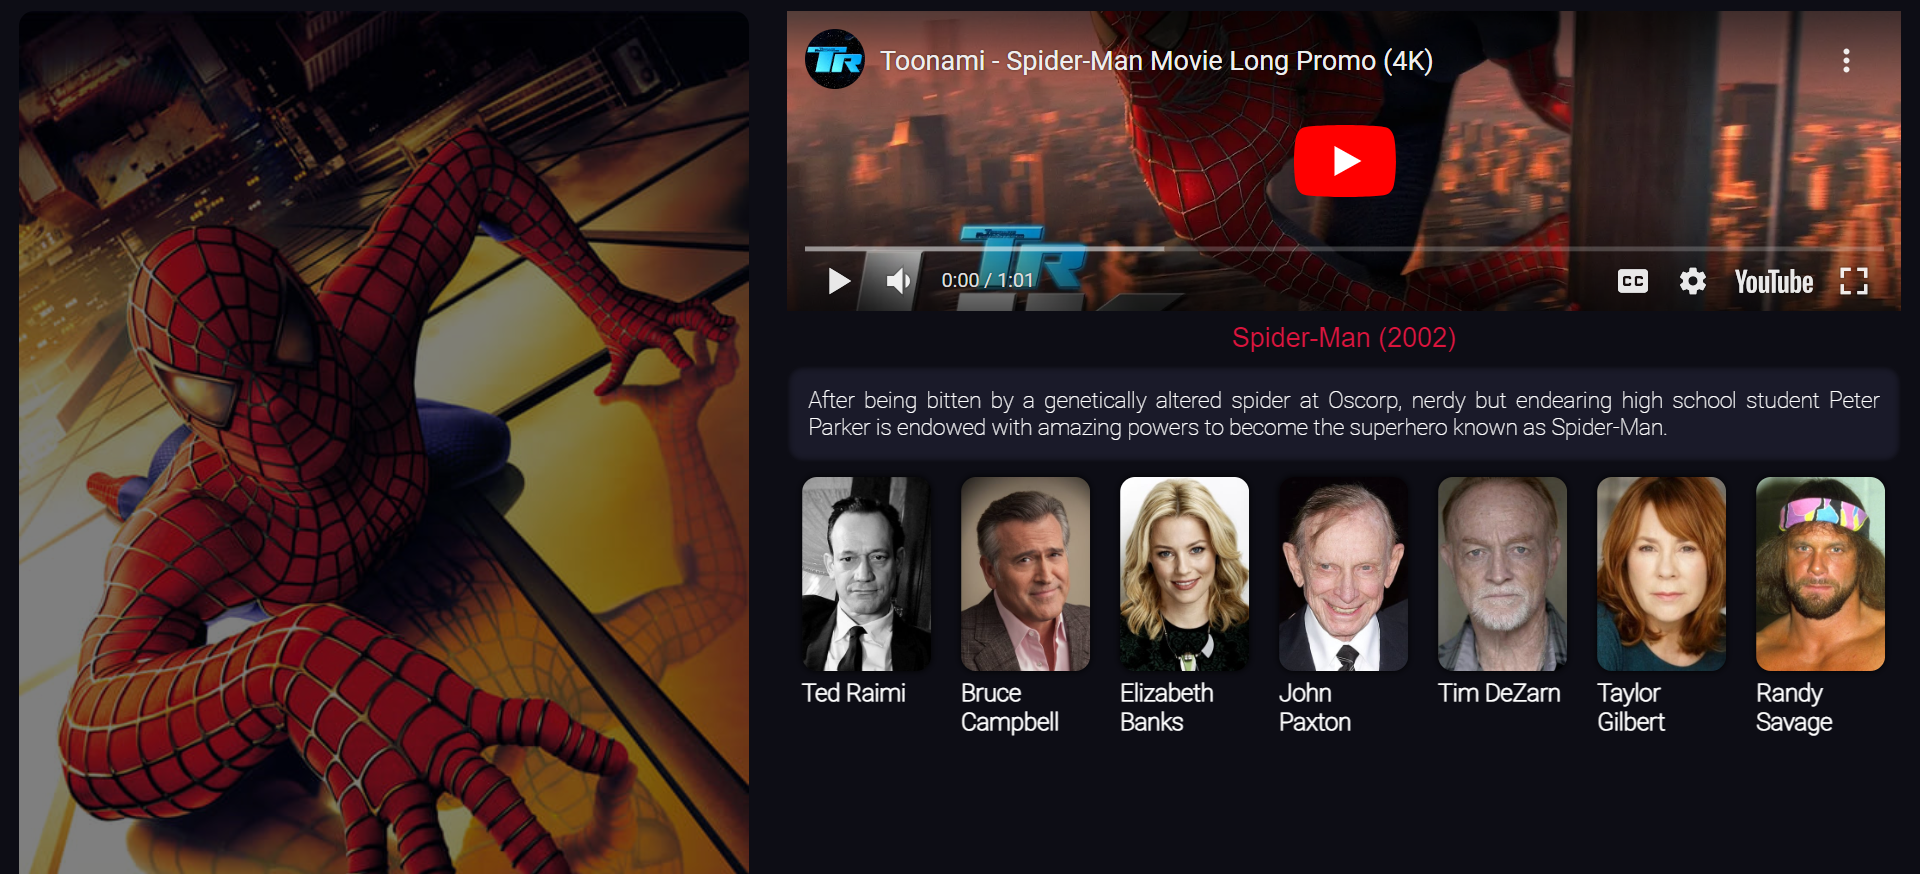 TR
Toonami - Spider-Man Movie Long Promo (4K)
TR
0:00 / 1:01
CC
YouTube
Spider-Man (2002)
After being bitten by a genetically altered spider at Oscorp, nerdy but endearing high school student Peter
Parker is endowed with amazing powers to become the superhero known as Spider-Man.
Ted Raimi
Bruce
Campbell
Elizabeth
Banks
John
Paxton
Tim DeZarn
Taylor
Gilbert
Randy
Savage